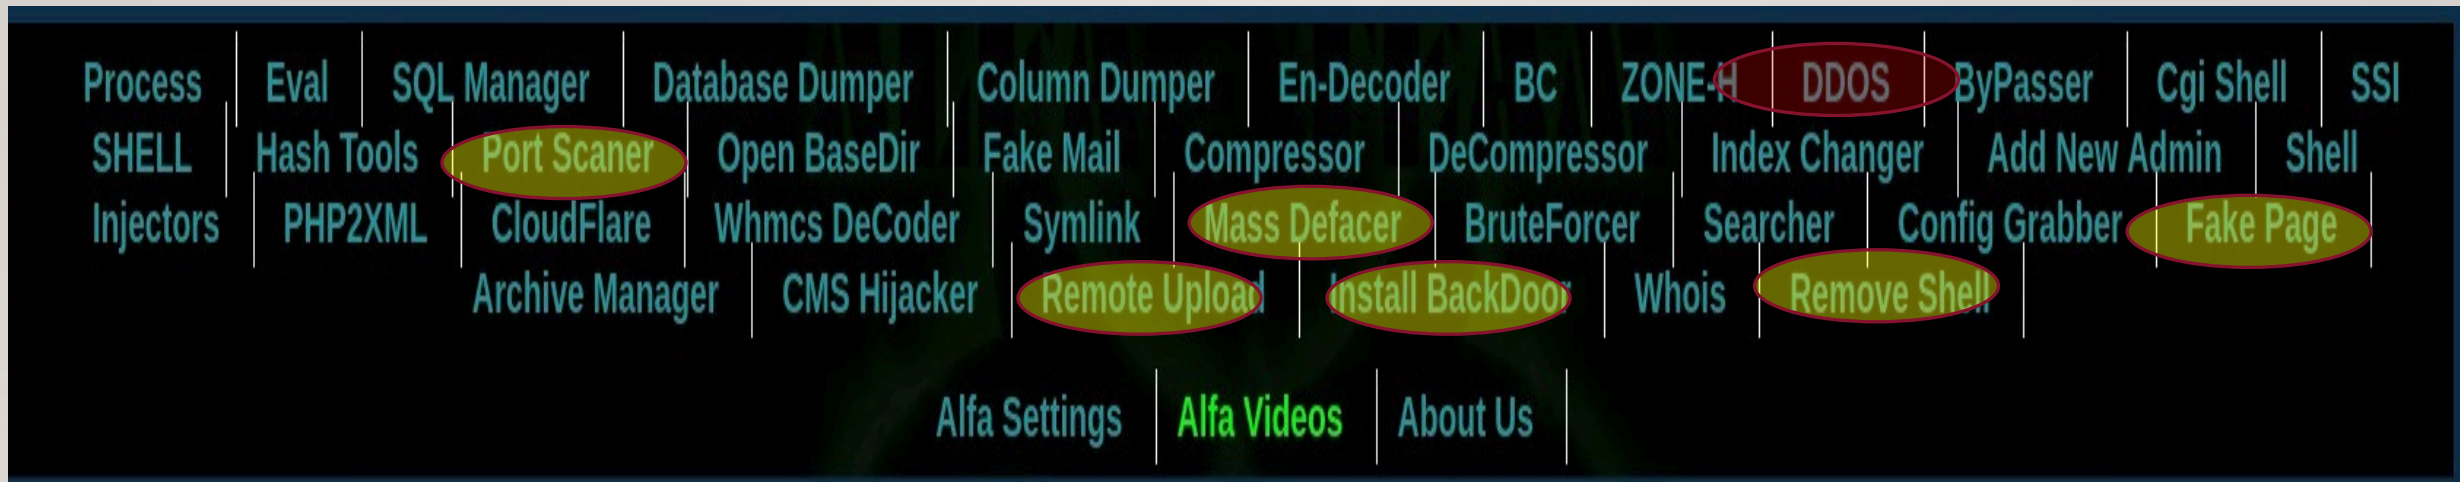 Process Eval SQL Manager Database Dumper Column Dumper En-Decoder BC ZONE-H DDOS ByPasser Cgi Shell SSI
SHELL Hash Tools Port Scaner Open BaseDir Fake Mail Compressor DeCompressor Index Changer Add New Admin Shell
Injectors PHP2XML CloudFlare Whmcs DeCoder Symlink Mass Defacer BruteForcer Searcher Config Grabber Fake Page
Archive Manager CMS Hijacker Remote Upload Install BackDoor Whois Remove Shell
Alfa Settings Alfa Videos About Us